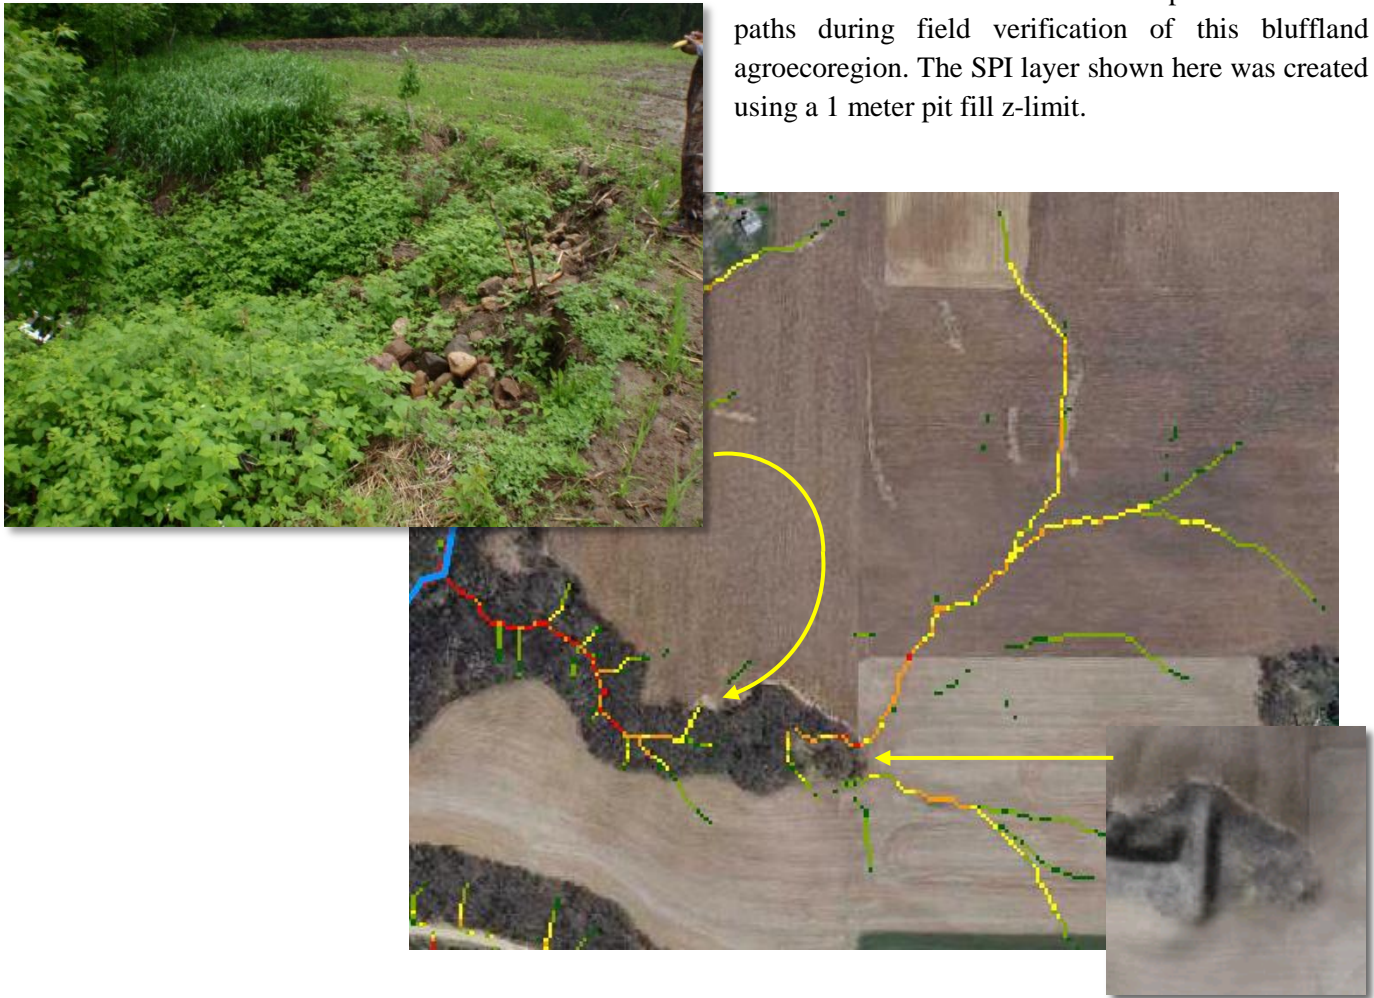 paths during field verification of this bluffland
agroecoregion. The SPI layer shown here was created
using a 1 meter pit fill z-limit.